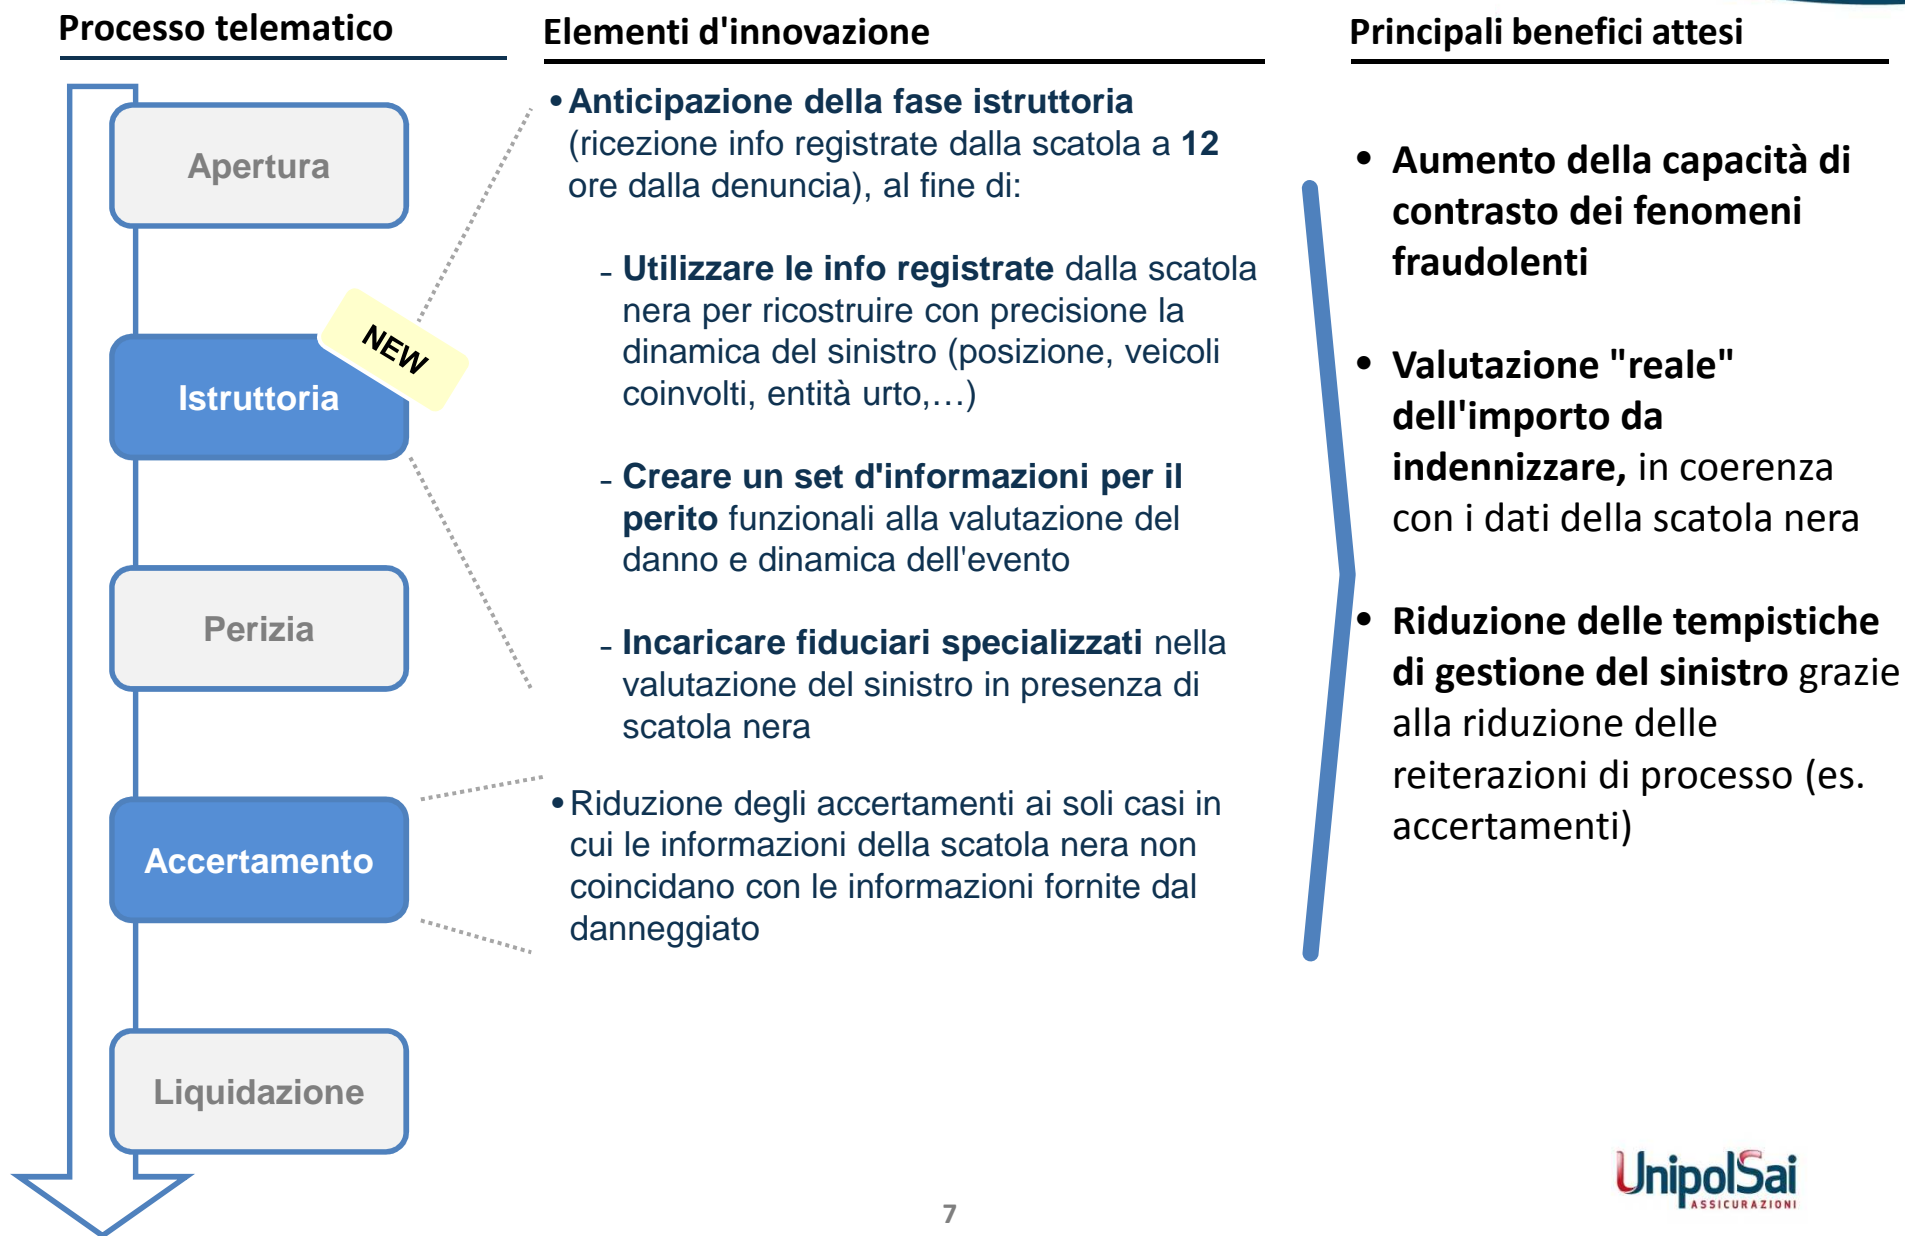 Processo telematico
Apertura
NEW
Istruttoria
Perizia
Accertamento
Liquidazione
Elementi d'innovazione
•Anticipazione della fase istruttoria
(ricezione info registrate dalla scatola a 12
ore dalla denuncia), al fine di:
- Utilizzare le info registrate dalla scatola
nera per ricostruire con precisione la
dinamica del sinistro (posizione, veicoli
coinvolti, entità urto,…)
- Creare un set d'informazioni per il
perito funzionali alla valutazione del
danno e dinamica dell'evento
- Incaricare fiduciari specializzati nella
valutazione del sinistro in presenza di
scatola nera
•Riduzione degli accertamenti ai soli casi in
cui le informazioni della scatola nera non
coincidano con le informazioni fornite dal
danneggiato
Principali benefici attesi
• Aumento della capacità di
contrasto dei fenomeni
fraudolenti
• Valutazione "reale"
dell'importo da
indennizzare, in coerenza
con i dati della scatola nera
• Riduzione delle tempistiche
di gestione del sinistro grazie
alla riduzione delle
reiterazioni di processo (es.
accertamenti)
7
UnipolSai
ASSICURAZIONI